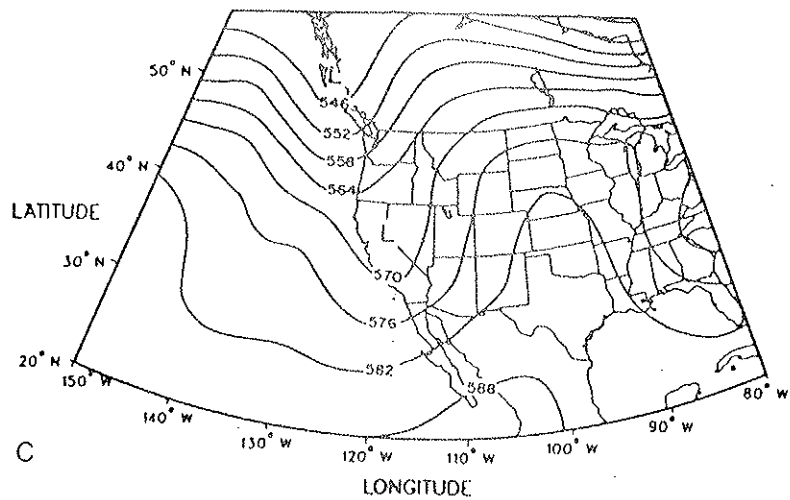 50° N
546
552
558
564
40° N
LATITUDE
30° N
570
576
20° N
582
588
150° W
140° W
130° W
120° W
110° W
100° W
90° W
80° W
C
LONGITUDE